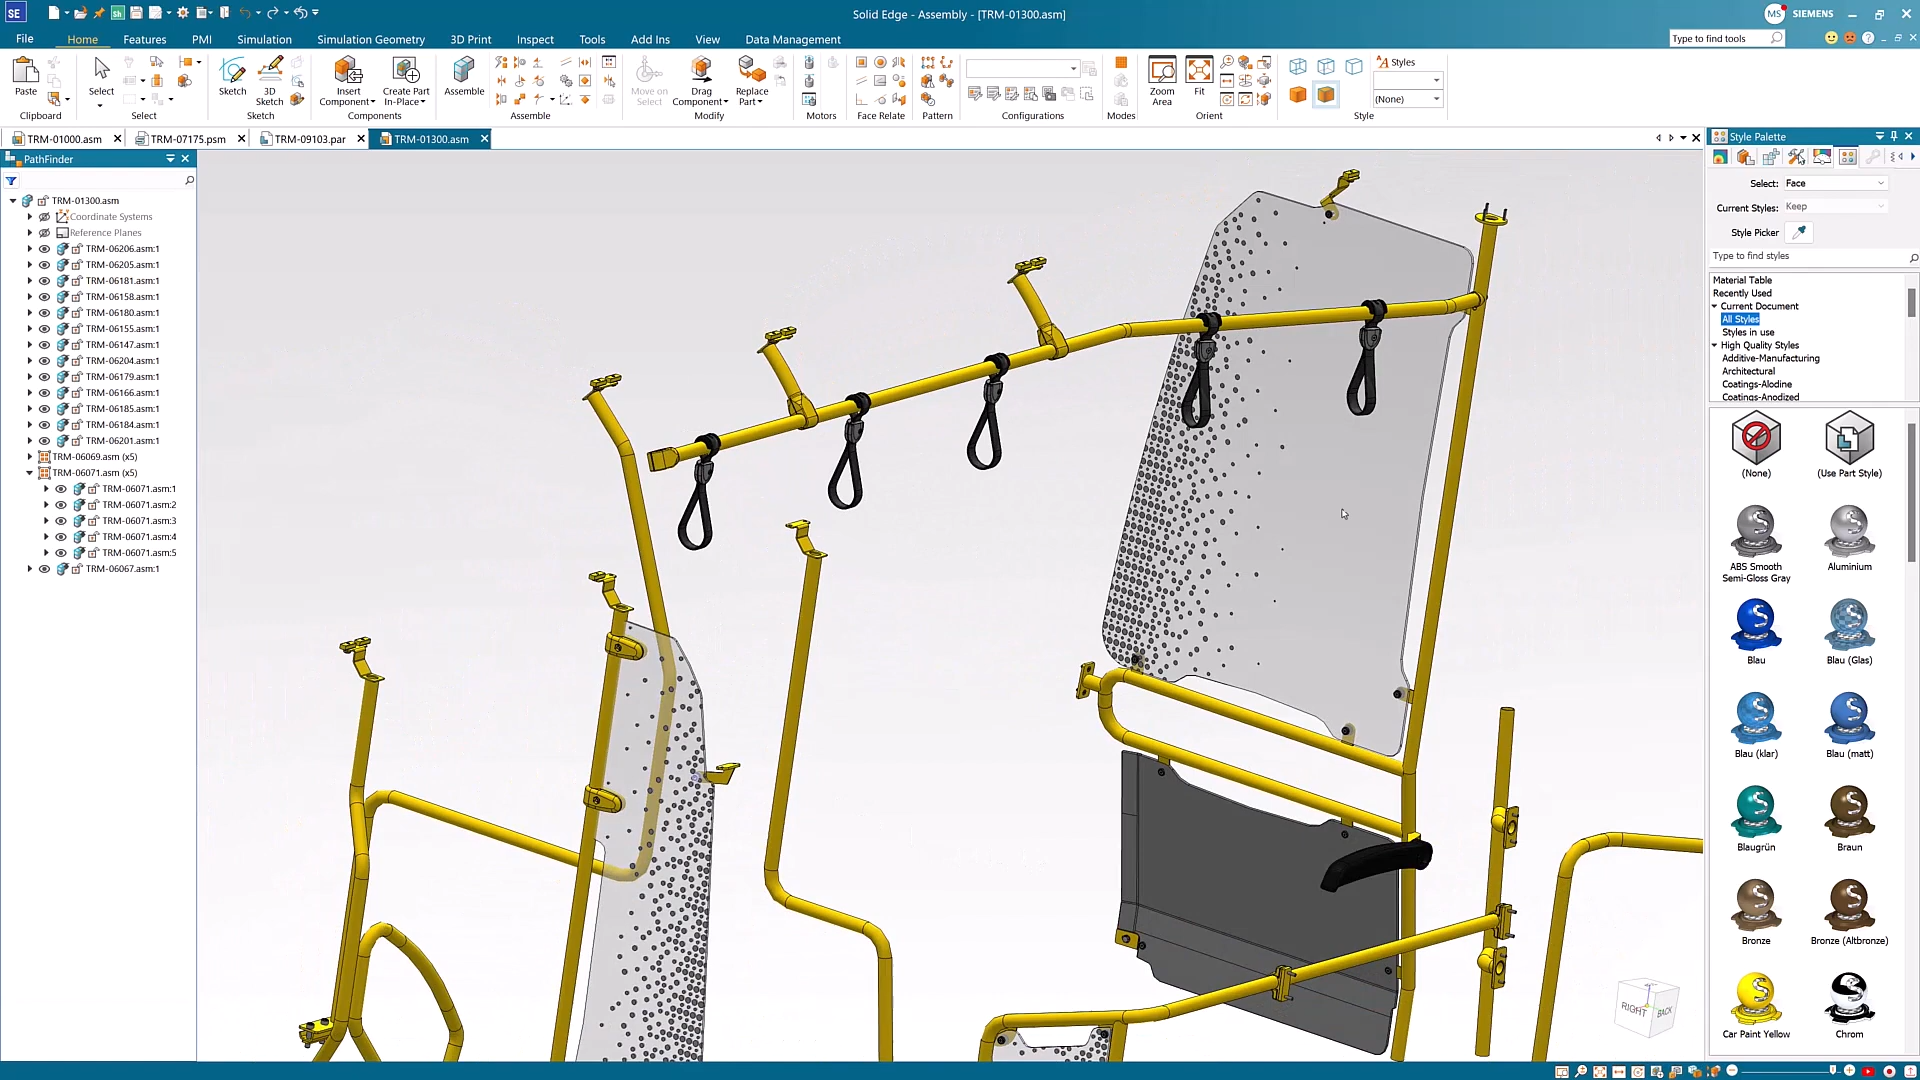 SE
Solid Edge - Assembly - [TRM-01300.asm]
MS
SIEMENS
File
Home
Features
PMI
Simulation
Simulation Geometry
3D Print
Inspect
Tools
Add Ins
View
Data Management
Type to find tools
Paste
Select
Sketch
3D
Sketch
Insert
Component
Create Part
In-Place
Assemble
Move on
Select
Drag
Component
Replace
Part
Zoom
Area
Fit
Styles
(None)
Clipboard
Select
Sketch
Components
Assemble
Modify
Motors
Face Relate
Pattern
Configurations
Modes
Orient
Style
TRM-01000.asm
TRM-07175.psm
TRM-09103.par
TRM-01300.asm
PathFinder
TRM-01300.asm
Coordinate Systems
Reference Planes
TRM-06206.asm:1
TRM-06205.asm:1
TRM-06181.asm:1
TRM-06158.asm:1
TRM-06180.asm:1
TRM-06155.asm:1
TRM-06147.asm:1
TRM-06204.asm:1
TRM-06179.asm:1
TRM-06166.asm:1
TRM-06185.asm:1
TRM-06184.asm:1
TRM-06201.asm:1
TRM-06069.asm (x5)
TRM-06071.asm (x5)
TRM-06071.asm:1
TRM-06071.asm:2
TRM-06071.asm:3
TRM-06071.asm:4
TRM-06071.asm:5
TRM-06067.asm:1
RIGHT
BACK
Style Palette
Select:
Face
Current Styles:
Keep
Style Picker
Type to find styles
Material Table
Recently Used
Current Document
All Styles
Styles in use
High Quality Styles
Additive-Manufacturing
Architectural
Coatings-Alodine
Coatings-Anodized
(None)
(Use Part Style)
ABS Smooth
Semi-Gloss Gray
Aluminium
Blau
Blau (Glas)
Blau (klar)
Blau (matt)
Blaugrün
Braun
Bronze
Bronze (Altbronze)
Car Paint Yellow
Chrom